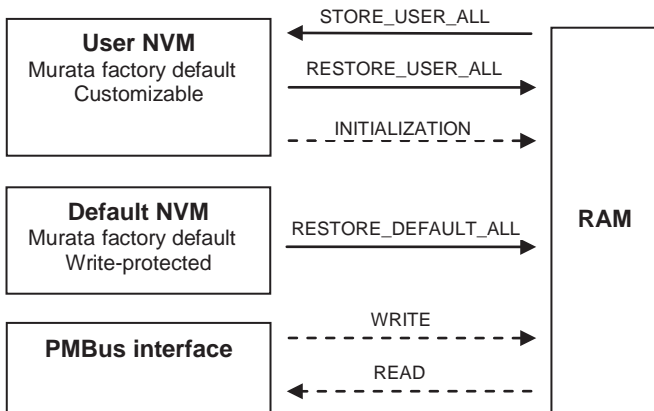 STORE_USER_ALL
User NVM
Murata factory default
Customizable
RESTORE_USER_ALL
INITIALIZATION
Default NVM
Murata factory default
Write-protected
RESTORE_DEFAULT_ALL
RAM
PMBus interface
WRITE
READ